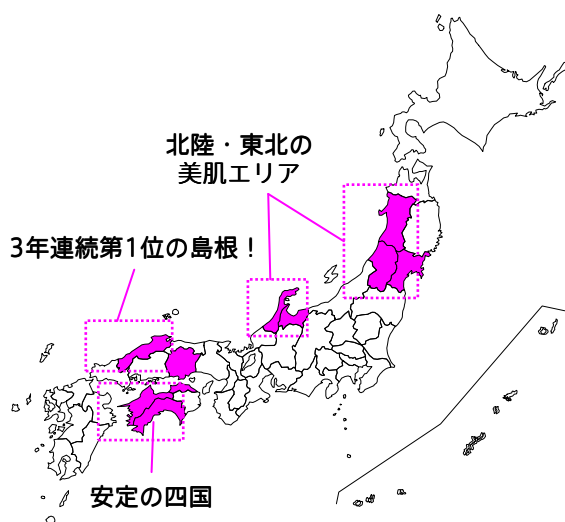 北陸・東北の
美肌エリア
3年連続第1位の島根！
安定の四国